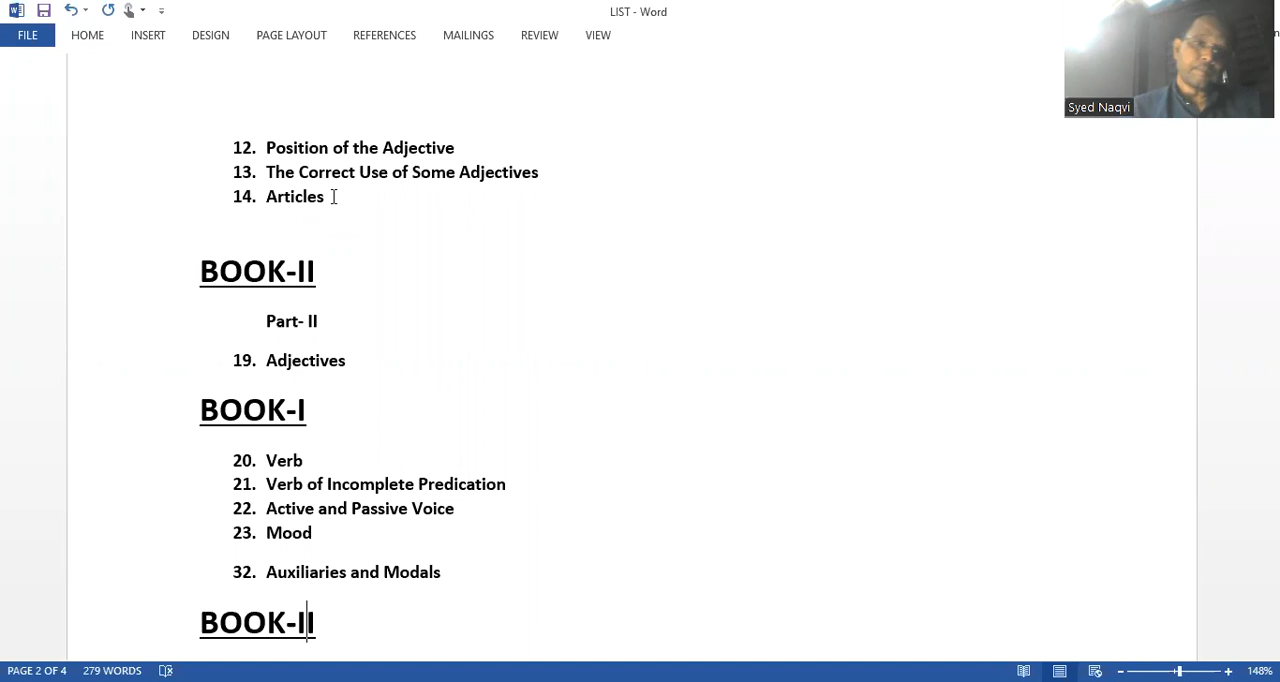 LIST - Word
FILE HOME INSERT DESIGN PAGE LAYOUT REFERENCES MAILINGS REVIEW VIEW
Syed Naqvi
12. Position of the Adjective
13. The Correct Use of Some Adjectives
14. Articles
BOOK-II
Part- II
19. Adjectives
BOOK-I
20. Verb
21. Verb of Incomplete Predication
22. Active and Passive Voice
23. Mood
32. Auxiliaries and Modals
BOOK-II
PAGE 2 OF 4 279 WORDS 148%